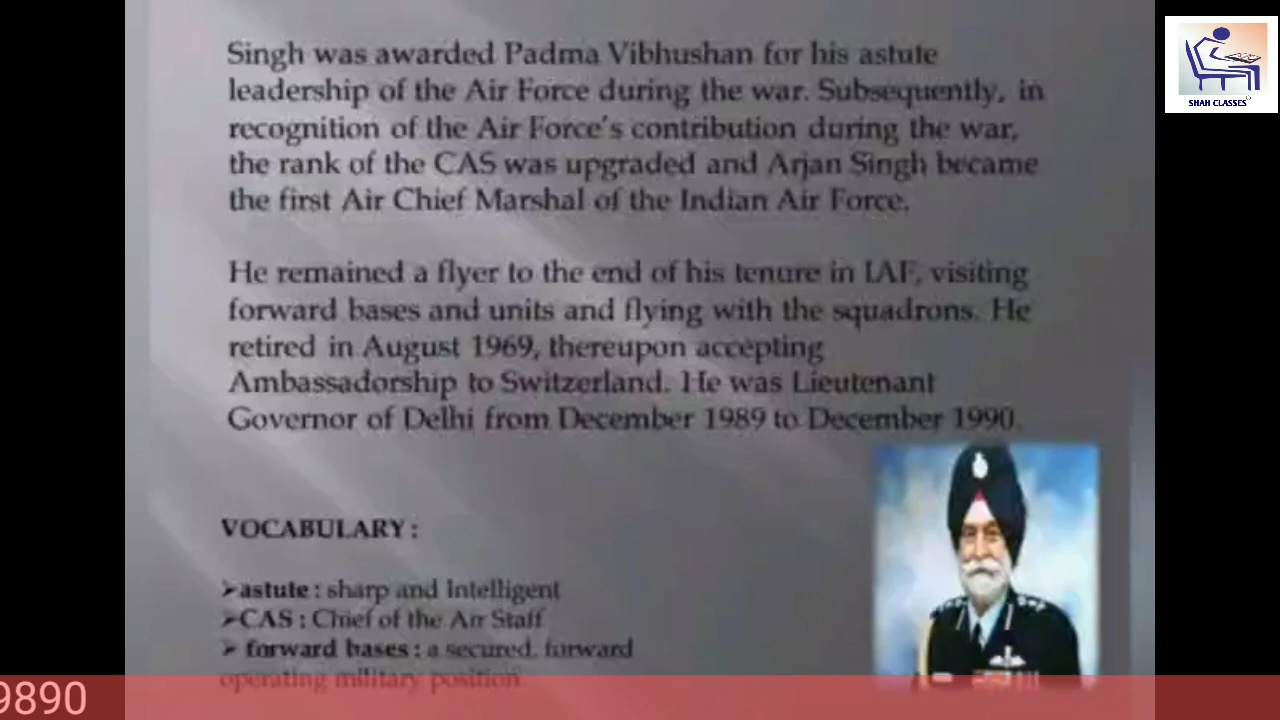 Singh was awarded Padma Vibhushan for his astute
leadership of the Air Force during the war. Subsequently, in
recognition of the Air Force's contribution during the war,
the rank of the CAS was upgraded and Arjan Singh became
the first Air Chief Marshal of the Indian Air Force.
He remained a flyer to the end of his tenure in IAF, visiting
forward bases and units and flying with the squadrons. He
retired in August 1969, thereupon accepting
Ambassadorship to Switzerland. He was Lieutenant
Governor of Delhi from December 1989 to December 1990.
VOCABULARY :
➢astute : sharp and Intelligent
➢CAS : Chief of the Air Staff
➢ forward bases : a secured, forward
operating military position
9890
SHAH CLASSES